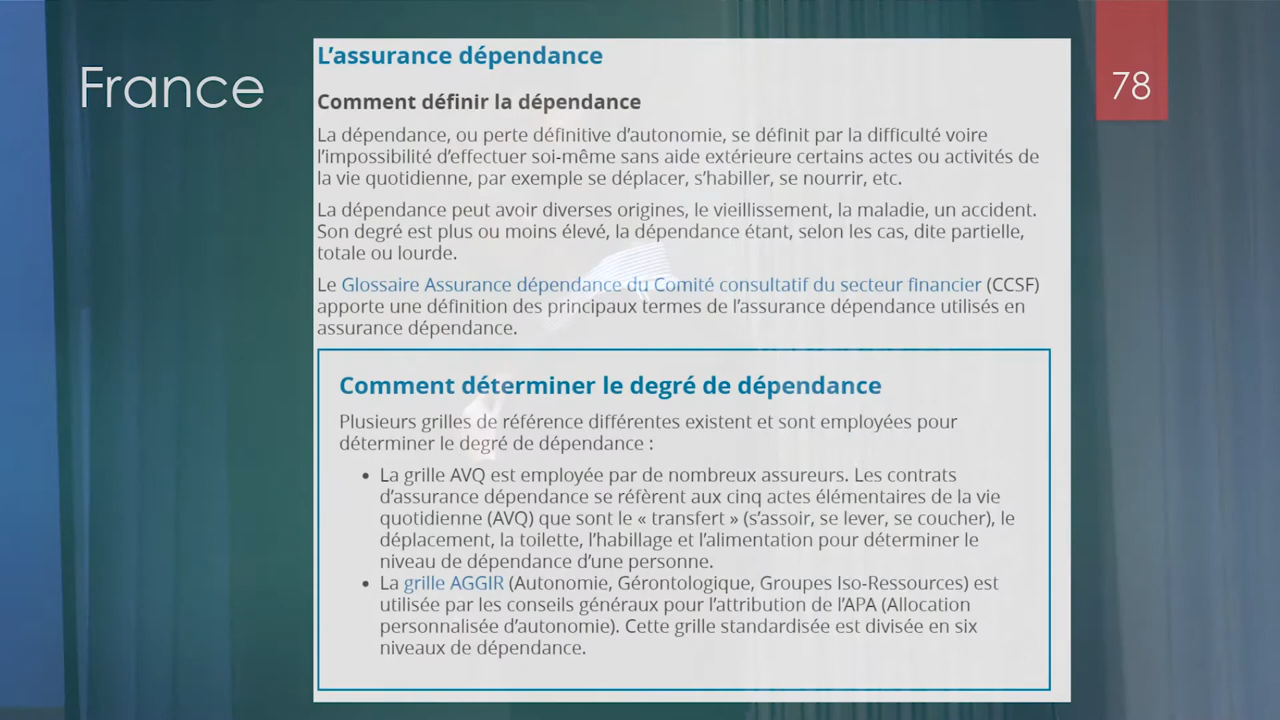 France
78
L'assurance dépendance
Comment définir la dépendance
La dépendance, ou perte définitive d'autonomie, se définit par la difficulté voire
l'impossibilité d'effectuer soi-même sans aide extérieure certains actes ou activités de
la vie quotidienne, par exemple se déplacer, s'habiller, se nourrir, etc.
La dépendance peut avoir diverses origines, le vieillissement, la maladie, un accident.
Son degré est plus ou moins élevé, la dépendance étant, selon les cas, dite partielle,
totale ou lourde.
Le Glossaire Assurance dépendance du Comité consultatif du secteur financier (CCSF)
apporte une définition des principaux termes de l'assurance dépendance utilisés en
assurance dépendance.
Comment déterminer le degré de dépendance
Plusieurs grilles de référence différentes existent et sont employées pour
déterminer le degré de dépendance :
• La grille AVQ est employée par de nombreux assureurs. Les contrats
d'assurance dépendance se réfèrent aux cinq actes élémentaires de la vie
quotidienne (AVQ) que sont le « transfert » (s'assoir, se lever, se coucher), le
déplacement, la toilette, l'habillage et l'alimentation pour déterminer le
niveau de dépendance d'une personne.
• La grille AGGIR (Autonomie, Gérontologique, Groupes Iso-Ressources) est
utilisée par les conseils généraux pour l'attribution de l'APA (Allocation
personnalisée d'autonomie). Cette grille standardisée est divisée en six
niveaux de dépendance.